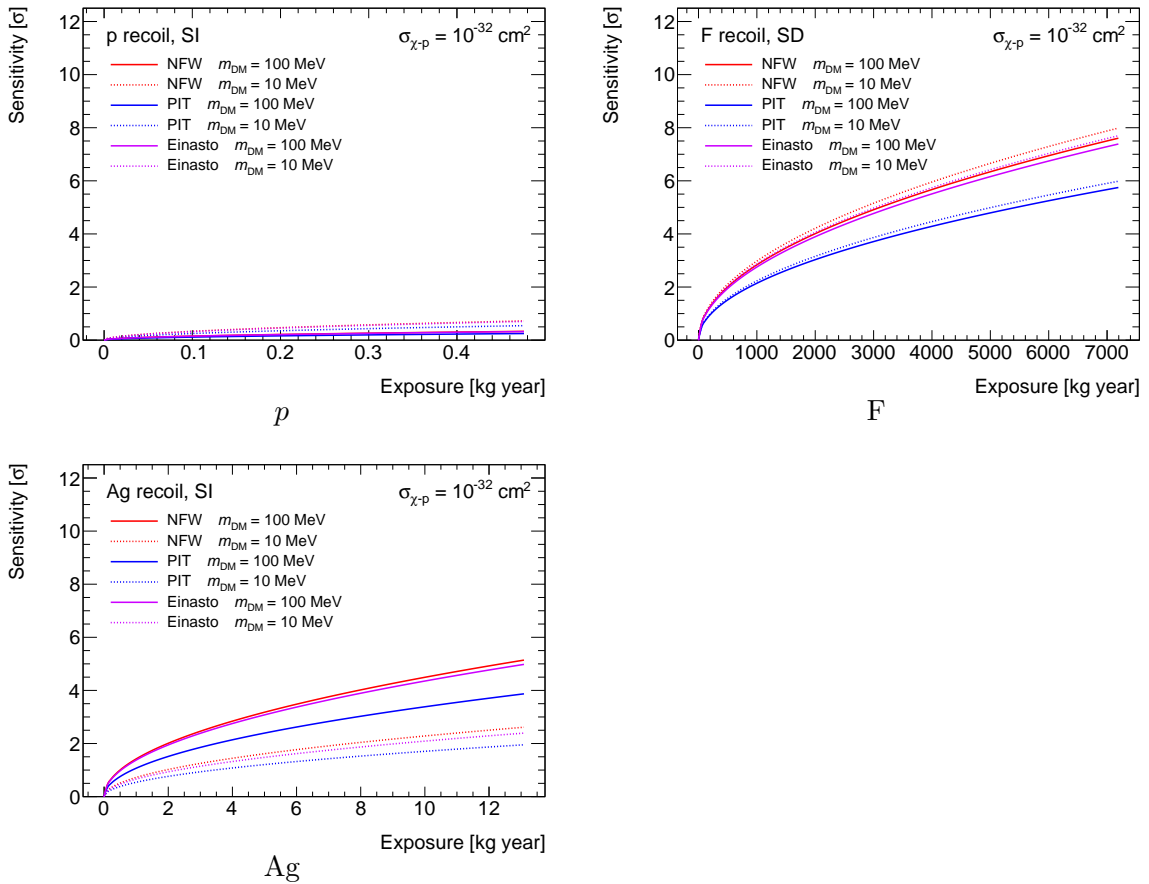 Sensitivity [σ]
12
10
8
6
4
2
0
p recoil, SI
σχ-p = 10-32 cm2
NFW mDM = 100 MeV
NFW mDM = 10 MeV
PIT mDM = 100 MeV
PIT mDM = 10 MeV
Einasto mDM = 100 MeV
Einasto mDM = 10 MeV
0 0.1 0.2 0.3 0.4
Exposure [kg year]
p
Sensitivity [σ]
12
10
8
6
4
2
0
F recoil, SD
σχ-p = 10-32 cm2
NFW mDM = 100 MeV
NFW mDM = 10 MeV
PIT mDM = 100 MeV
PIT mDM = 10 MeV
Einasto mDM = 100 MeV
Einasto mDM = 10 MeV
0 1000 2000 3000 4000 5000 6000 7000
Exposure [kg year]
F
Sensitivity [σ]
12
10
8
6
4
2
0
Ag recoil, SI
σχ-p = 10-32 cm2
NFW mDM = 100 MeV
NFW mDM = 10 MeV
PIT mDM = 100 MeV
PIT mDM = 10 MeV
Einasto mDM = 100 MeV
Einasto mDM = 10 MeV
0 2 4 6 8 10 12
Exposure [kg year]
Ag